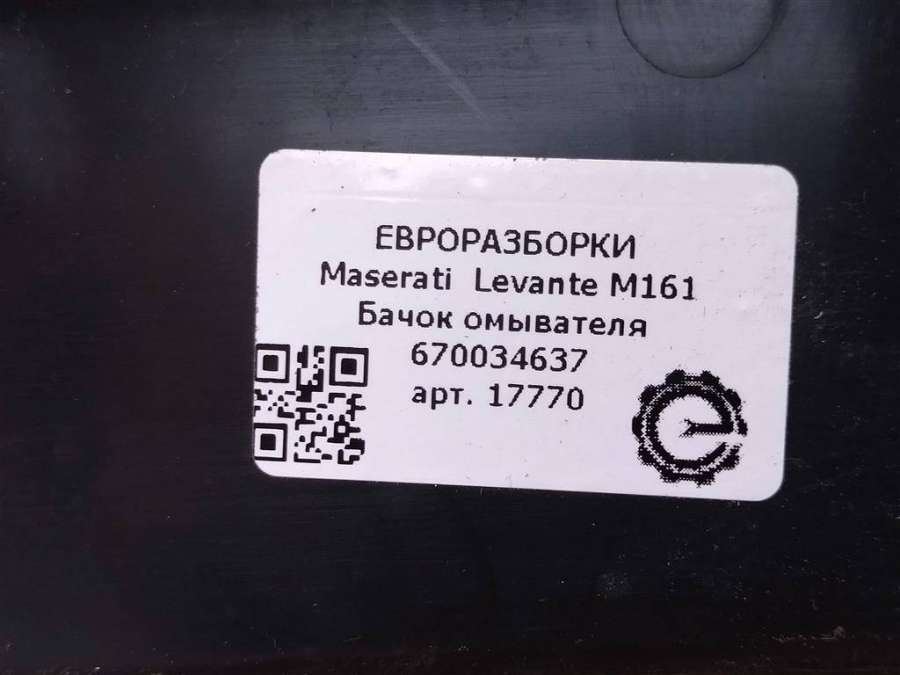 ЕВРОРАЗБОРКИ
Maserati Levante M161
Бачок омывателя
670034637
арт. 17770